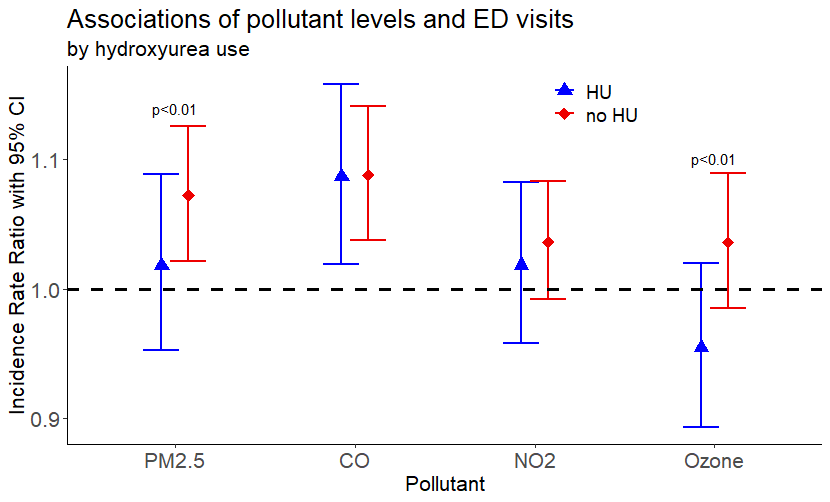 Associations of pollutant levels and ED visits
by hydroxyurea use
Incidence Rate Ratio with 95% CI
1.1
1.0
0.9
p<0.01
HU
no HU
p<0.01
PM2.5 CO NO2 Ozone
Pollutant